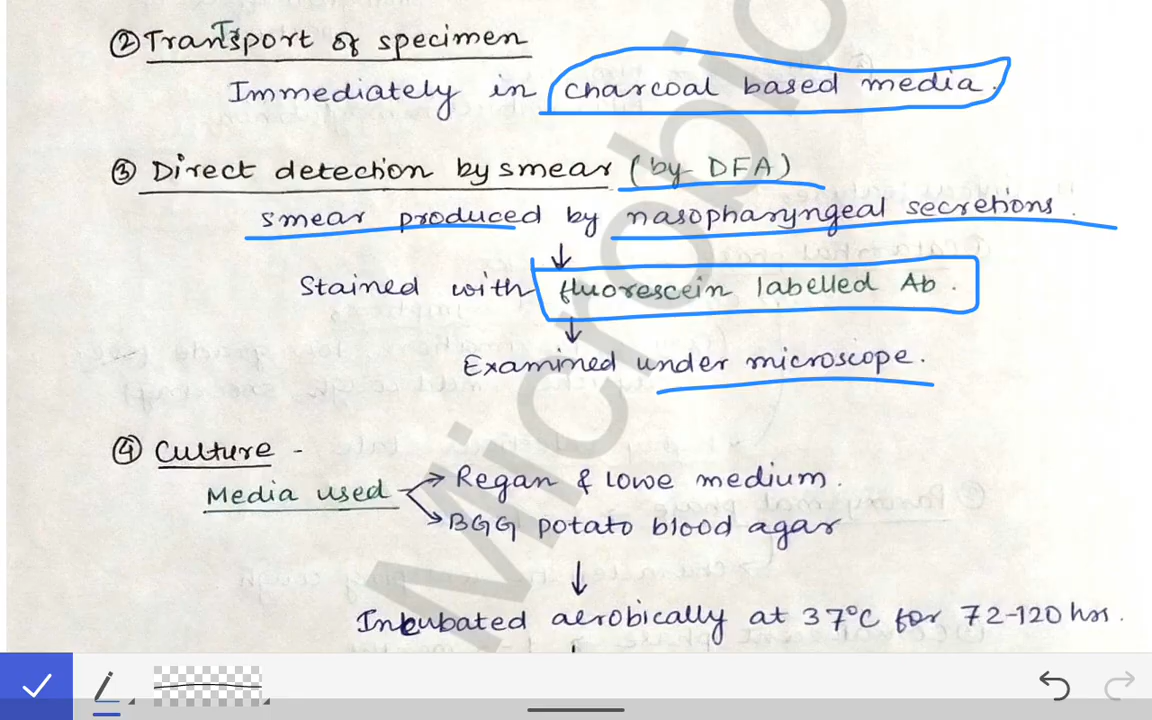 ② Transport of specimen
Immediately in charcoal based media.
③ Direct detection by smear (by DFA)
smear produced by nasopharyngeal secretions.
↓
Stained with fluorescein labelled Ab.
↓
Examined under microscope.
④ Culture -
Media used → Regan & lowe medium.
→ BGG potato blood agar
↓
Incubated aerobically at 37°C for 72-120 hrs.
Microbio